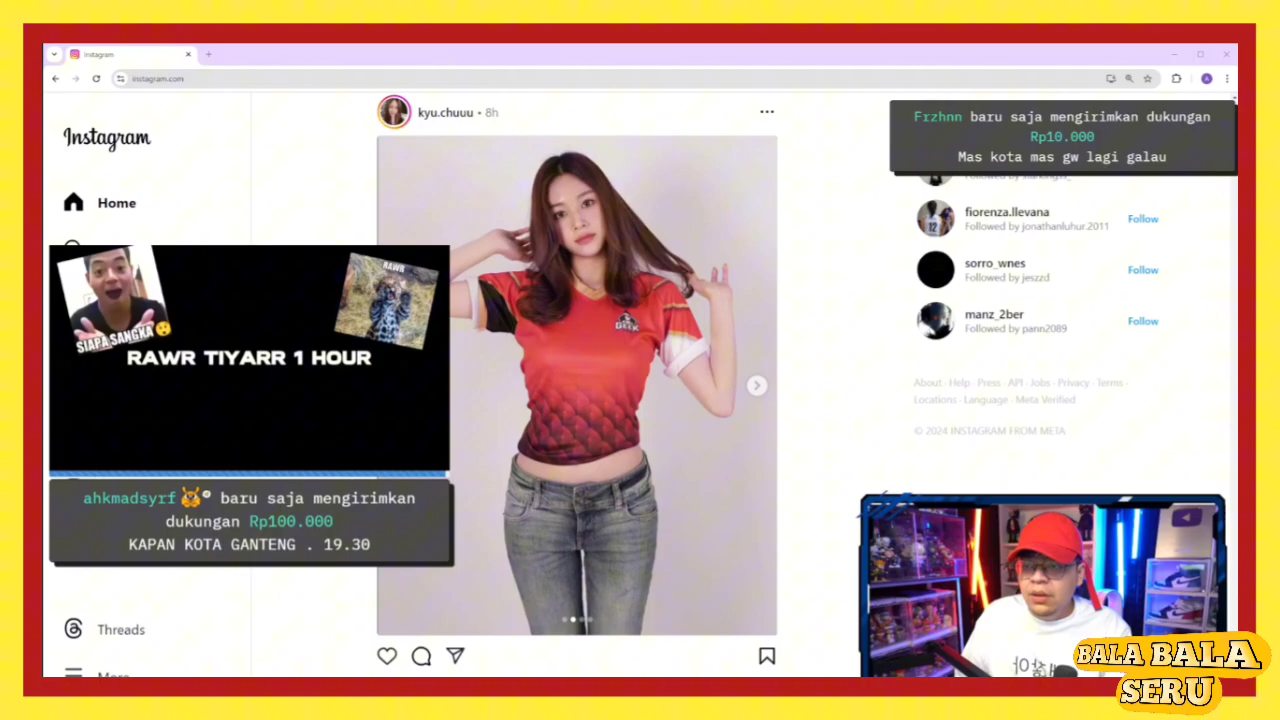 Instagram
instagram.com
Instagram
Home
Threads
More
kyu.chuuu • 8h
GEEK
Frzhnn baru saja mengirimkan dukungan
Rp10.000
Mas kota mas gw lagi galau
fiorenza.llevana
Followed by jonathanluhur.2011
Follow
sorro_wnes
Followed by jeszzd
Follow
manz_2ber
Followed by pann2089
Follow
About · Help · Press · API · Jobs · Privacy · Terms ·
Locations · Language · Meta Verified
© 2024 INSTAGRAM FROM META
SIAPA SANGKA
RAWR
RAWR TIYARR 1 HOUR
ahkmadsyrf baru saja mengirimkan
dukungan Rp100.000
KAPAN KOTA GANTENG . 19.30
BALA BALA
SERU